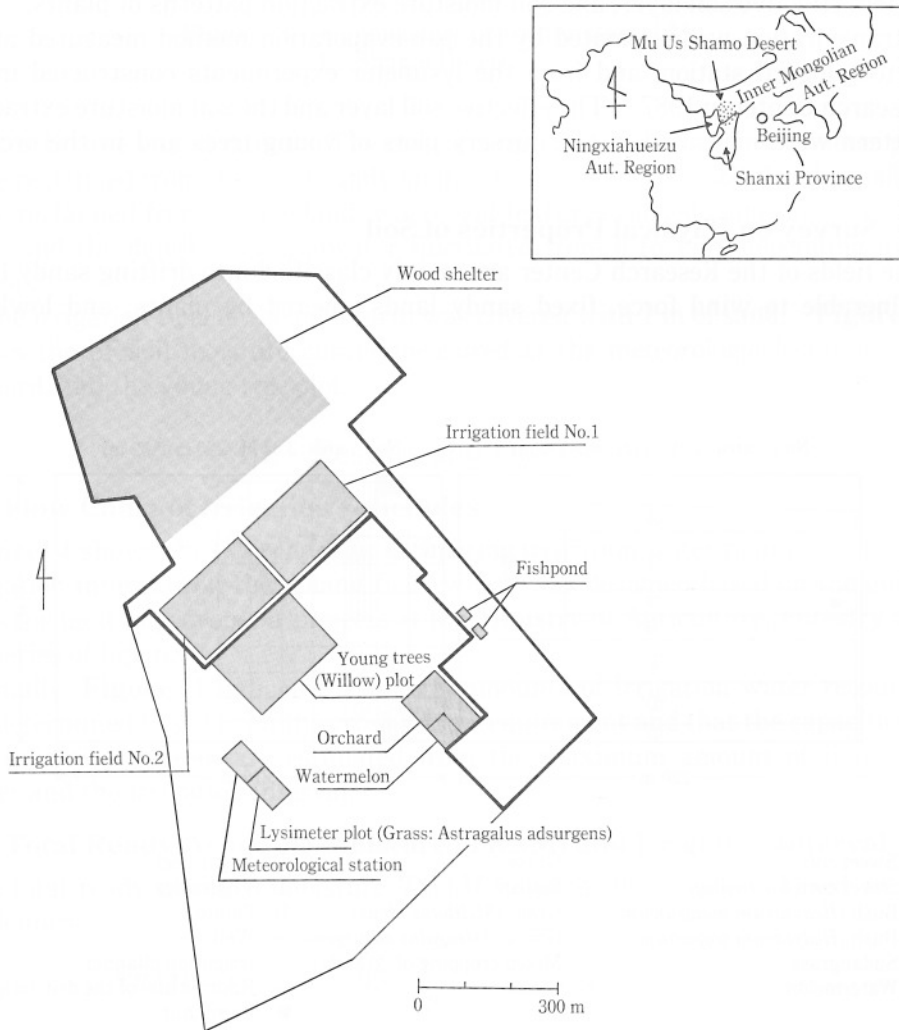 Mu Us Shamo Desert
Inner Mongolian
Aut. Region
Beijing
Ningxiahueizu
Aut. Region
Shanxi Province
Wood shelter
Irrigation field No.1
Fishpond
Young trees
(Willow) plot
Orchard
Irrigation field No.2
Watermelon
Lysimeter plot (Grass: Astragalus adsurgens)
Meteorological station
0
300 m